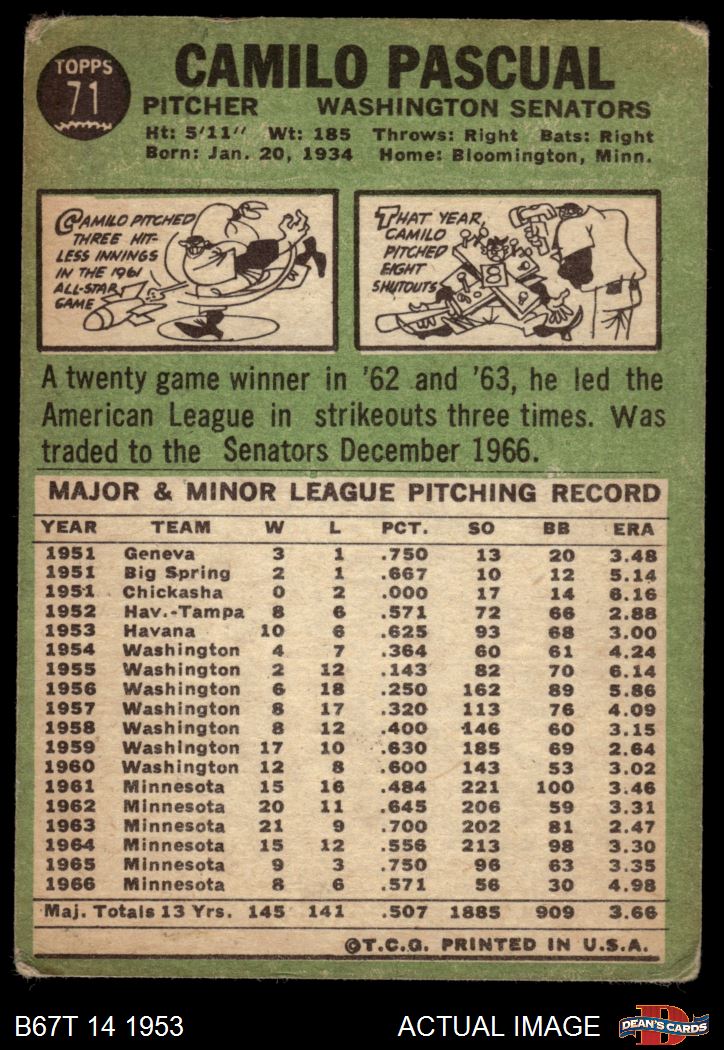 TOPPS
71
CAMILO PASCUAL
PITCHER WASHINGTON SENATORS
Ht: 5'11" Wt: 185 Throws: Right Bats: Right
Born: Jan. 20, 1934 Home: Bloomington, Minn.
CAMILO PITCHED
THREE HIT-
LESS INNINGS
IN THE 1961
ALL-STAR
GAME
THAT YEAR,
CAMILO
PITCHED
EIGHT
SHUTOUTS
A twenty game winner in '62 and '63, he led the
American League in strikeouts three times. Was
traded to the Senators December 1966.
MAJOR & MINOR LEAGUE PITCHING RECORD
YEAR TEAM W L PCT. SO BB ERA
1951 Geneva 3 1 .750 13 20 3.48
1951 Big Spring 2 1 .667 10 12 5.14
1951 Chickasha 0 2 .000 17 14 6.16
1952 Hav.-Tampa 8 6 .571 72 66 2.88
1953 Havana 10 6 .625 93 68 3.00
1954 Washington 4 7 .364 60 61 4.24
1955 Washington 2 12 .143 82 70 6.14
1956 Washington 6 18 .250 162 89 5.86
1957 Washington 8 17 .320 113 76 4.09
1958 Washington 8 12 .400 146 60 3.15
1959 Washington 17 10 .630 185 69 2.64
1960 Washington 12 8 .600 143 53 3.02
1961 Minnesota 15 16 .484 221 100 3.46
1962 Minnesota 20 11 .645 206 59 3.31
1963 Minnesota 21 9 .700 202 81 2.47
1964 Minnesota 15 12 .556 213 98 3.30
1965 Minnesota 9 3 .750 96 63 3.35
1966 Minnesota 8 6 .571 56 30 4.98
Maj. Totals 13 Yrs. 145 141 .507 1885 909 3.66
©T.C.G. PRINTED IN U.S.A.
B67T 14 1953 ACTUAL IMAGE
D
DEAN'S CARDS